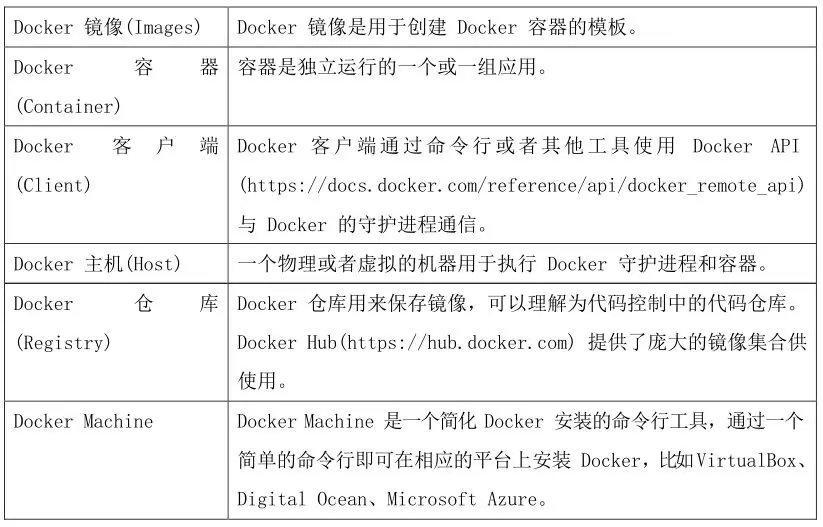 Docker 镜像(Images)
Docker 镜像是用于创建 Docker 容器的模板。
Docker 容器
(Container)
容器是独立运行的一个或一组应用。
Docker 客户端
(Client)
Docker 客户端通过命令行或者其他工具使用 Docker API
(https://docs.docker.com/reference/api/docker_remote_api)
与 Docker 的守护进程通信。
Docker 主机(Host)
一个物理或者虚拟的机器用于执行 Docker 守护进程和容器。
Docker 仓库
(Registry)
Docker 仓库用来保存镜像，可以理解为代码控制中的代码仓库。
Docker Hub(https://hub.docker.com) 提供了庞大的镜像集合供
使用。
Docker Machine
Docker Machine 是一个简化 Docker 安装的命令行工具，通过一个
简单的命令行即可在相应的平台上安装 Docker，比如VirtualBox、
Digital Ocean、Microsoft Azure。